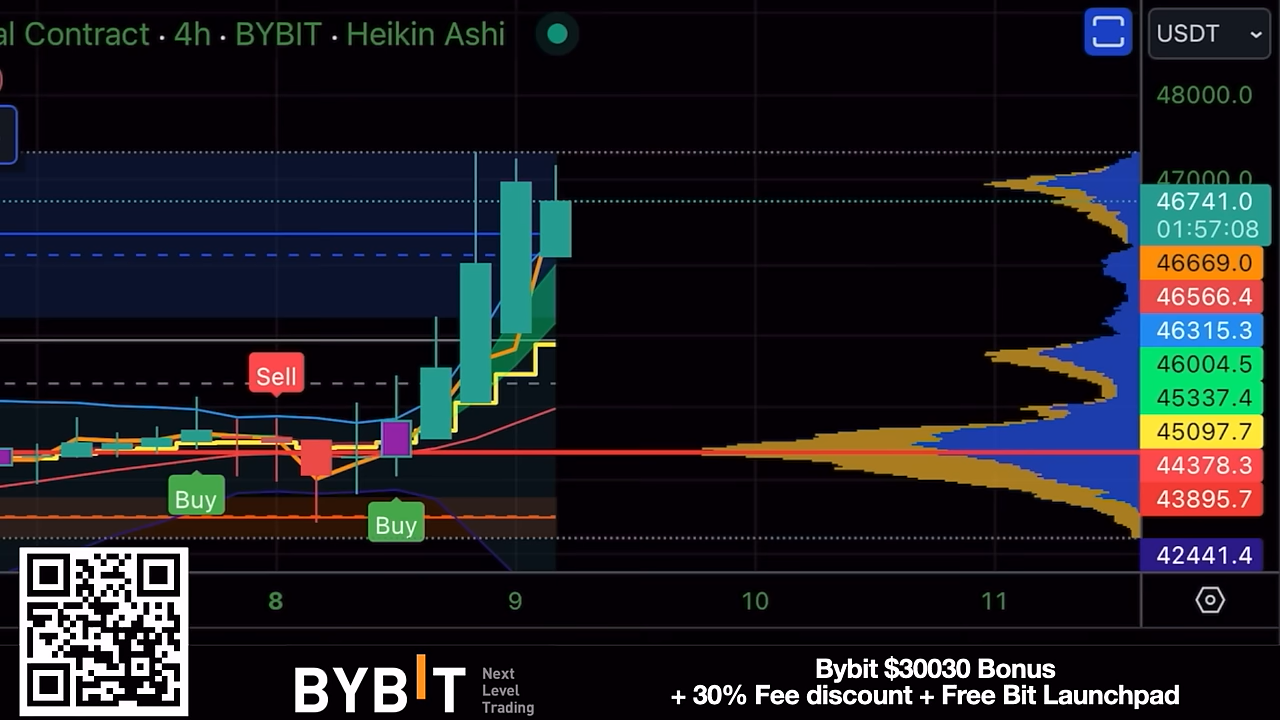 al Contract · 4h · BYBIT · Heikin Ashi
USDT
48000.0
47000.0
46741.0
01:57:08
46669.0
46566.4
46315.3
46004.5
45337.4
45097.7
44378.3
43895.7
42441.4
Sell
Buy
Buy
8
9
10
11
BYBIT
Next
Level
Trading
Bybit $30030 Bonus
+ 30% Fee discount + Free Bit Launchpad